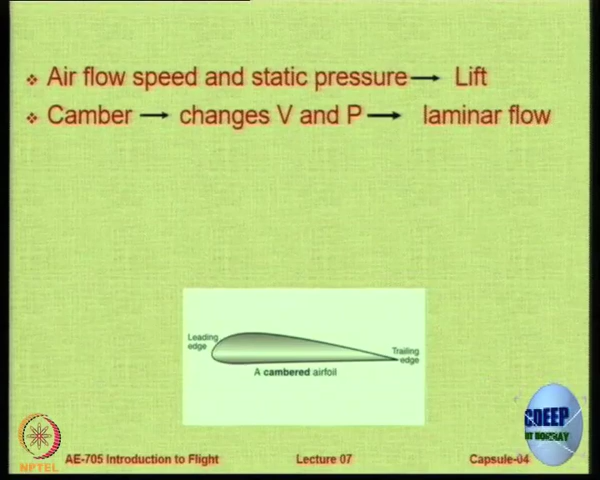 Air flow speed and static pressure → Lift
Camber → changes V and P → laminar flow
Leading edge
Trailing edge
A cambered airfoil
CDEEP
IIT BOMBAY
NPTEL
AE-705 Introduction to Flight
Lecture 07
Capsule-04